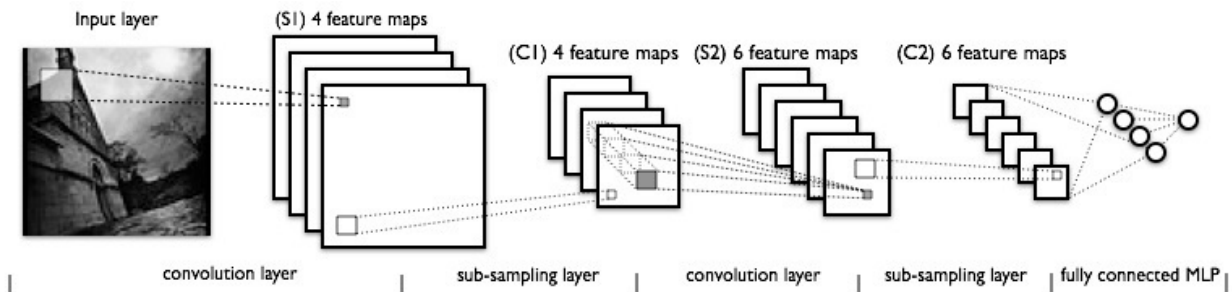 Input layer
(S1) 4 feature maps
(C1) 4 feature maps
(S2) 6 feature maps
(C2) 6 feature maps
convolution layer
sub-sampling layer
convolution layer
sub-sampling layer
fully connected MLP